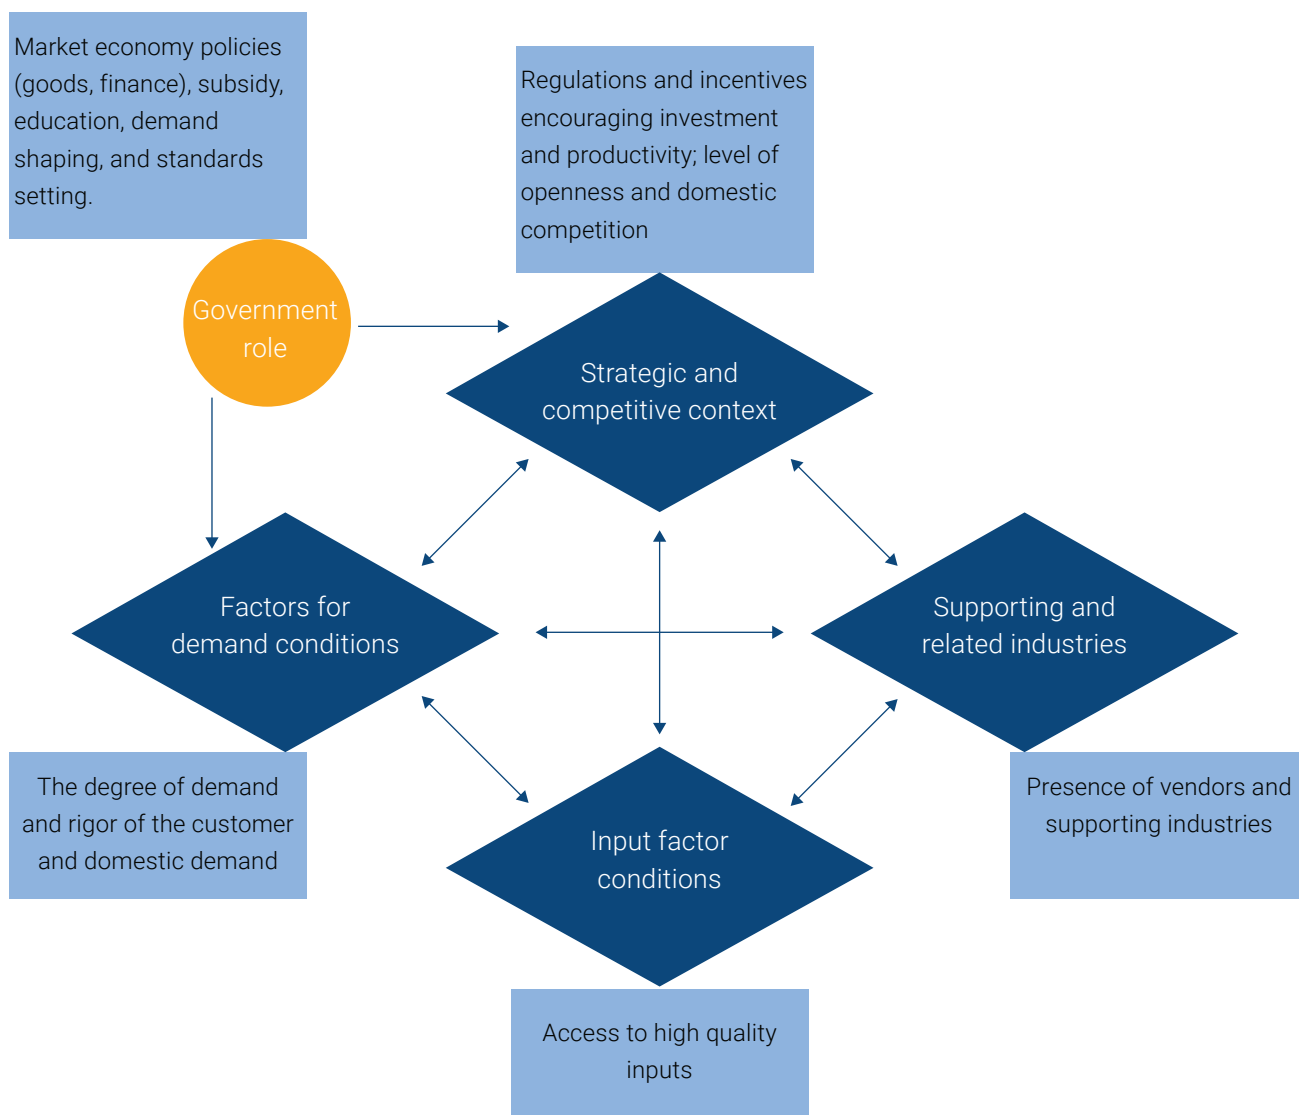 Market economy policies
(goods, finance), subsidy,
education, demand
shaping, and standards
setting.
Regulations and incentives
encouraging investment
and productivity; level of
openness and domestic
competition
Government
role
Strategic and
competitive context
Factors for
demand conditions
Supporting and
related industries
The degree of demand
and rigor of the customer
and domestic demand
Presence of vendors and
supporting industries
Input factor
conditions
Access to high quality
inputs